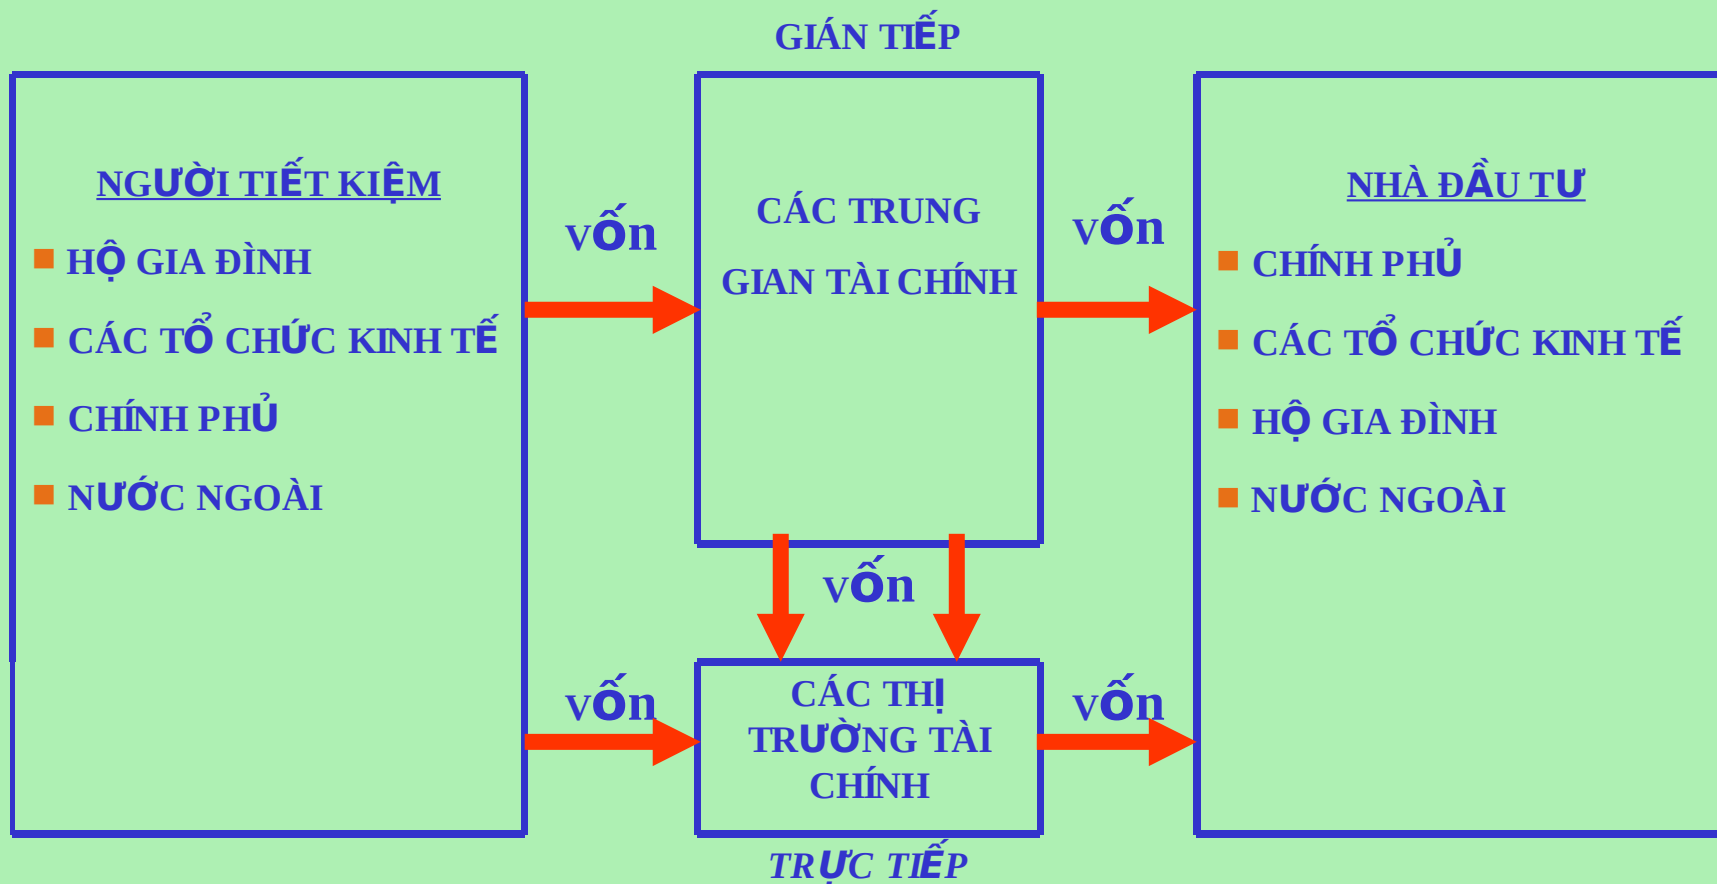 GIÁN TIẾP
NGƯỜI TIẾT KIỆM
HỘ GIA ĐÌNH
CÁC TỔ CHỨC KINH TẾ
CHÍNH PHỦ
NƯỚC NGOÀI
vốn
CÁC TRUNG
GIAN TÀI CHÍNH
vốn
NHÀ ĐẦU TƯ
CHÍNH PHỦ
CÁC TỔ CHỨC KINH TẾ
HỘ GIA ĐÌNH
NƯỚC NGOÀI
vốn
vốn
CÁC THỊ
TRƯỜNG TÀI
CHÍNH
vốn
TRỰC TIẾP